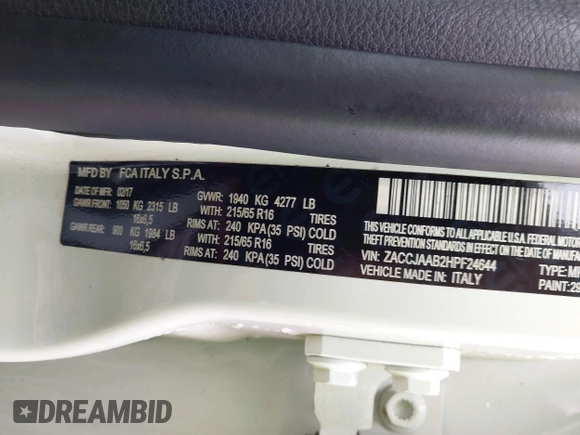 MFD BY FCA ITALY S.P.A.
DATE OF MFR: 02/17 GVWR: 1940 KG 4277 LB
GAWR FRONT: 1050 KG 2315 LB WITH: 215/65 R16 TIRES
16x6,5 RIMS AT: 240 KPA (35 PSI) COLD
GAWR REAR: 900 KG 1984 LB WITH: 215/65 R16 TIRES
16x6,5 RIMS AT: 240 KPA (35 PSI) COLD
THIS VEHICLE CONFORMS TO ALL APPLICABLE U.S.A. FEDERAL MOTOR
THEFT PREVENTION STANDARDS IN EFFECT ON THE DATE OF MANUFACTURE
VIN: ZACCJAAB2HPF24644 TYPE:
VEHICLE MADE IN: ITALY PAINT: 29
DREAMBID